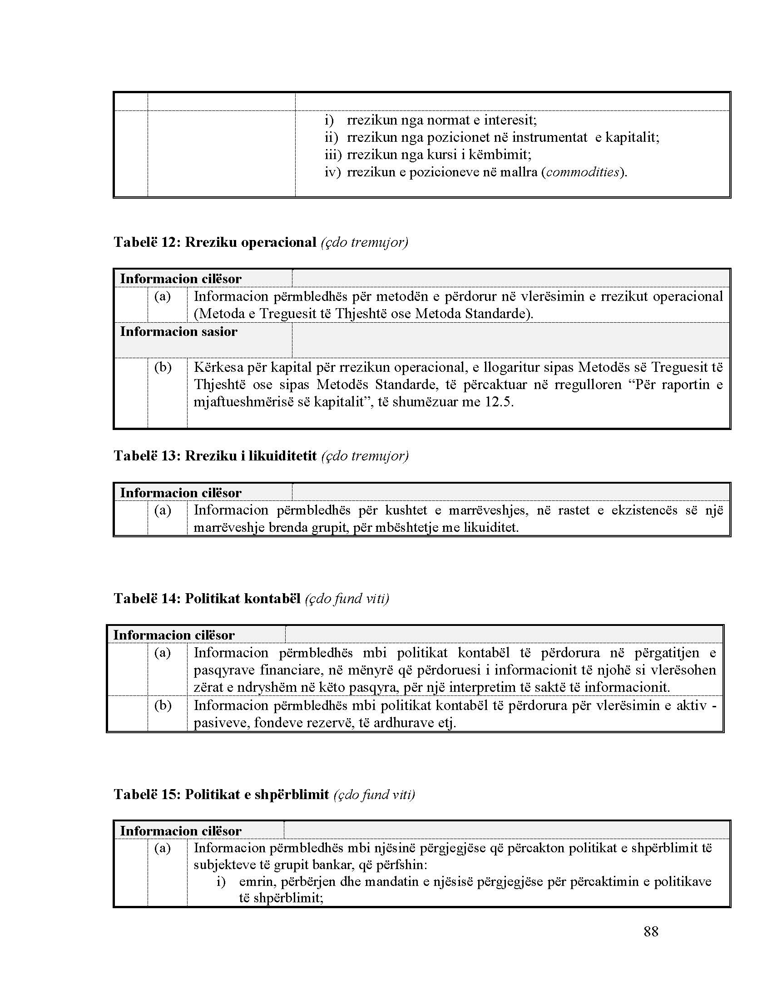 i) rrezikun nga normat e interesit;
ii) rrezikun nga pozicionet në instrumentat e kapitalit;
iii) rrezikun nga kursi i këmbimit;
iv) rrezikun e pozicioneve në mallra (commodities).
Tabelë 12: Rreziku operacional (çdo tremujor)
Informacion cilësor
(a) Informacion përmbledhës për metodën e përdorur në vlerësimin e rrezikut operacional
(Metoda e Treguesit të Thjeshtë ose Metoda Standarde).
Informacion sasior
(b) Kërkesa për kapital për rrezikun operacional, e llogaritur sipas Metodës së Treguesit të
Thjeshtë ose sipas Metodës Standarde, të përcaktuar në rregulloren “Për raportin e
mjaftueshmërisë së kapitalit”, të shumëzuar me 12.5.
Tabelë 13: Rreziku i likuiditetit (çdo tremujor)
Informacion cilësor
(a) Informacion përmbledhës për kushtet e marrëveshjes, në rastet e ekzistencës së një
marrëveshje brenda grupit, për mbështetje me likuiditet.
Tabelë 14: Politikat kontabël (çdo fund viti)
Informacion cilësor
(a) Informacion përmbledhës mbi politikat kontabël të përdorura në përgatitjen e
pasqyrave financiare, në mënyrë që përdoruesi i informacionit të njohë si vlerësohen
zërat e ndryshëm në këto pasqyra, për një interpretim të saktë të informacionit.
(b) Informacion përmbledhës mbi politikat kontabël të përdorura për vlerësimin e aktiv -
pasiveve, fondeve rezervë, të ardhurave etj.
Tabelë 15: Politikat e shpërblimit (çdo fund viti)
Informacion cilësor
(a) Informacion përmbledhës mbi njësinë përgjegjëse që përcakton politikat e shpërblimit të
subjekteve të grupit bankar, që përfshin:
i) emrin, përbërjen dhe mandatin e njësisë përgjegjëse për përcaktimin e politikave
të shpërblimit;
88